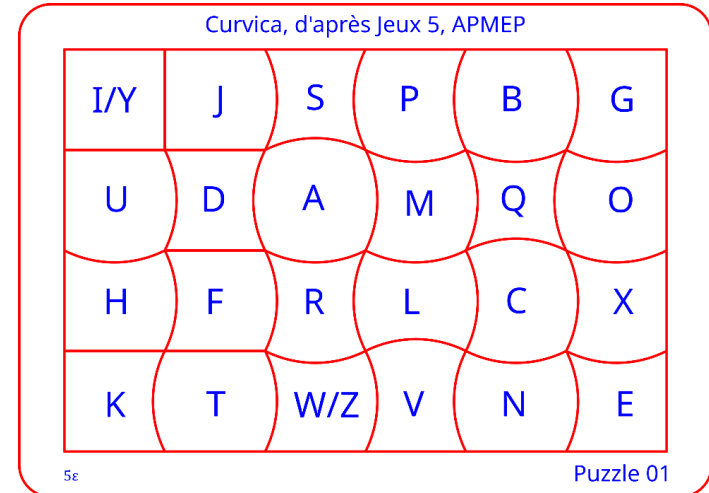 Curvica, d'après Jeux 5, APMEP
I/Y J S P B G
U D A M Q O
H F R L C X
K T W/Z V N E
5ε Puzzle 01